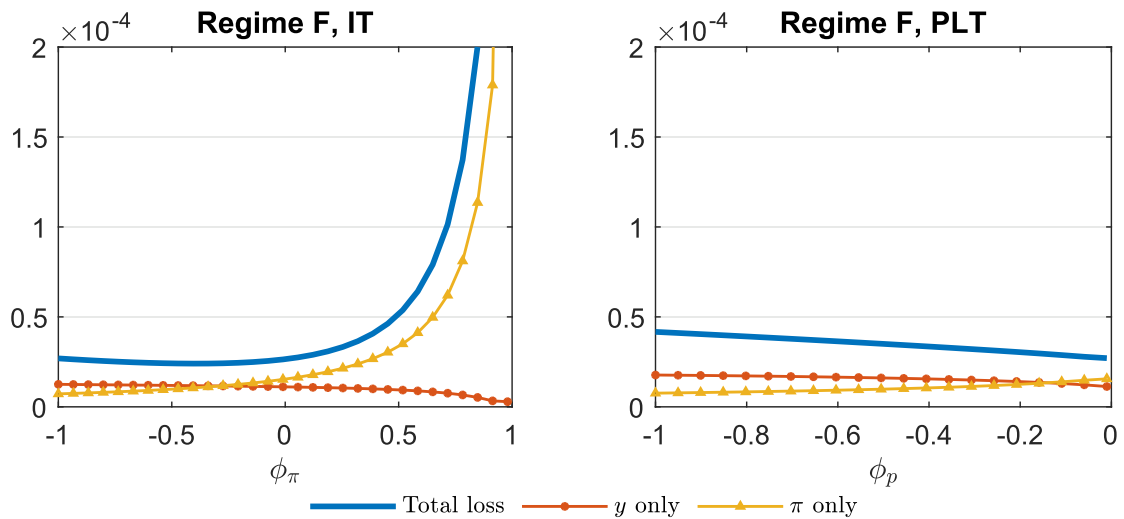 Regime F, IT
×10⁻⁴
2
1.5
1
0.5
0
-1 -0.5 0 0.5 1
ϕ_π
Regime F, PLT
×10⁻⁴
2
1.5
1
0.5
0
-1 -0.8 -0.6 -0.4 -0.2 0
ϕ_p
Total loss y only π only